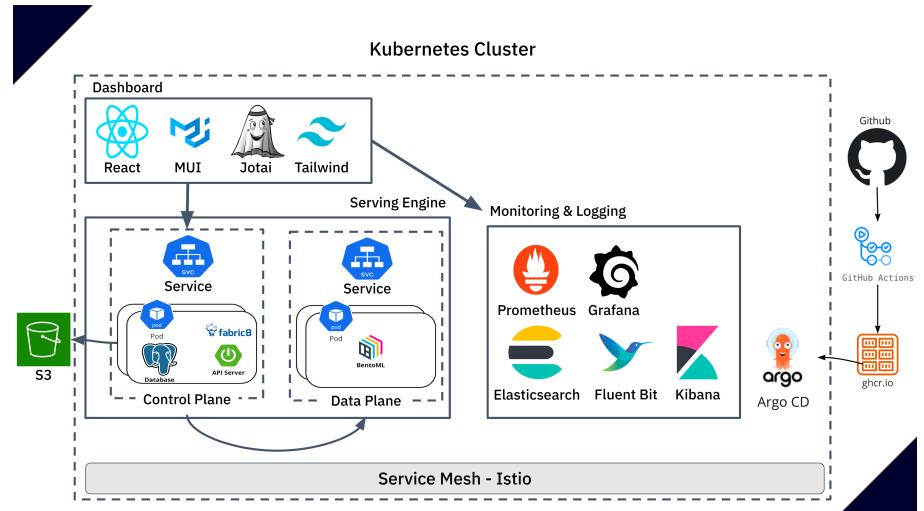 Kubernetes Cluster
Dashboard
React
MUI
Jotai
Tailwind
Github
GitHub Actions
ghcr.io
argo
Argo CD
Serving Engine
SVC
Service
pod
Pod
fabric8
Database
API Server
Control Plane
SVC
Service
pod
Pod
BentoML
Data Plane
S3
Monitoring & Logging
Prometheus
Grafana
Elasticsearch
Fluent Bit
Kibana
Service Mesh - Istio